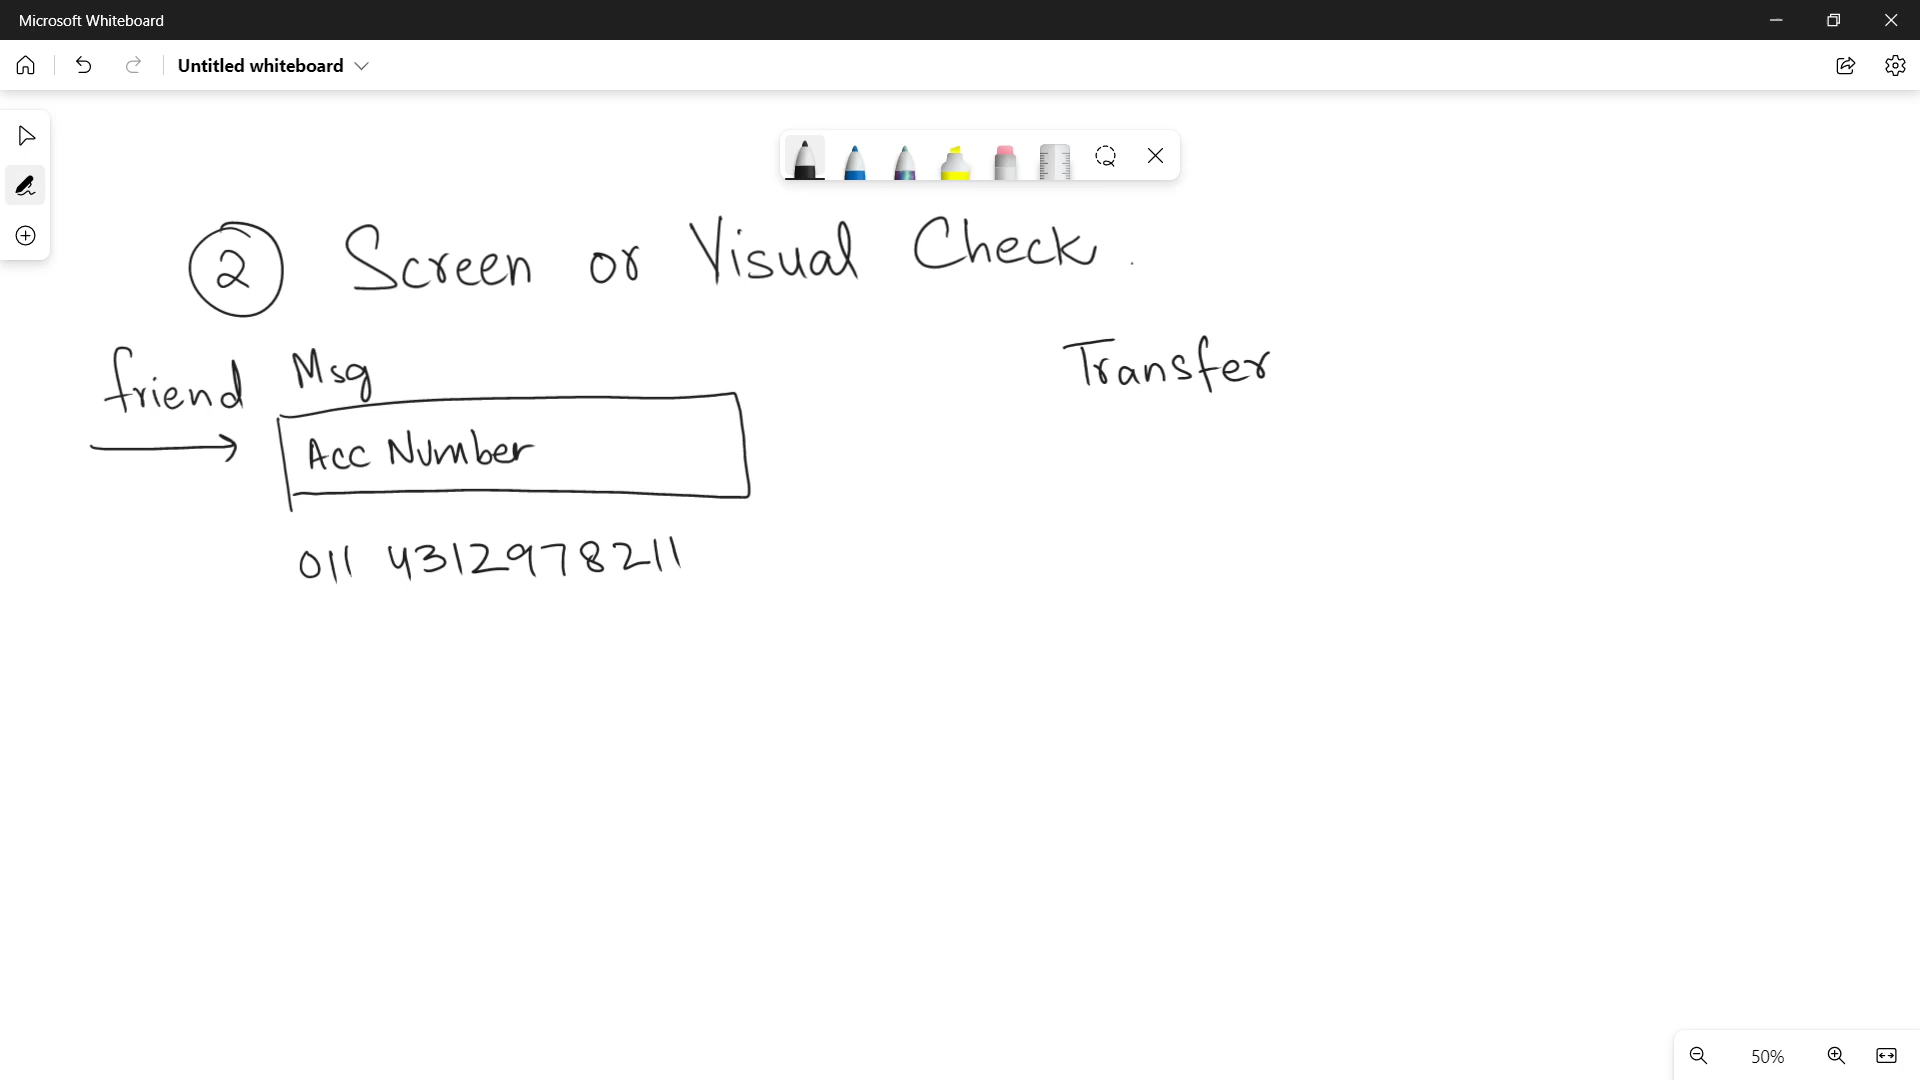 Microsoft Whiteboard
Untitled whiteboard
② Screen or Visual Check.
friend Msg
Transfer
Acc Number
011 4312978211
50%